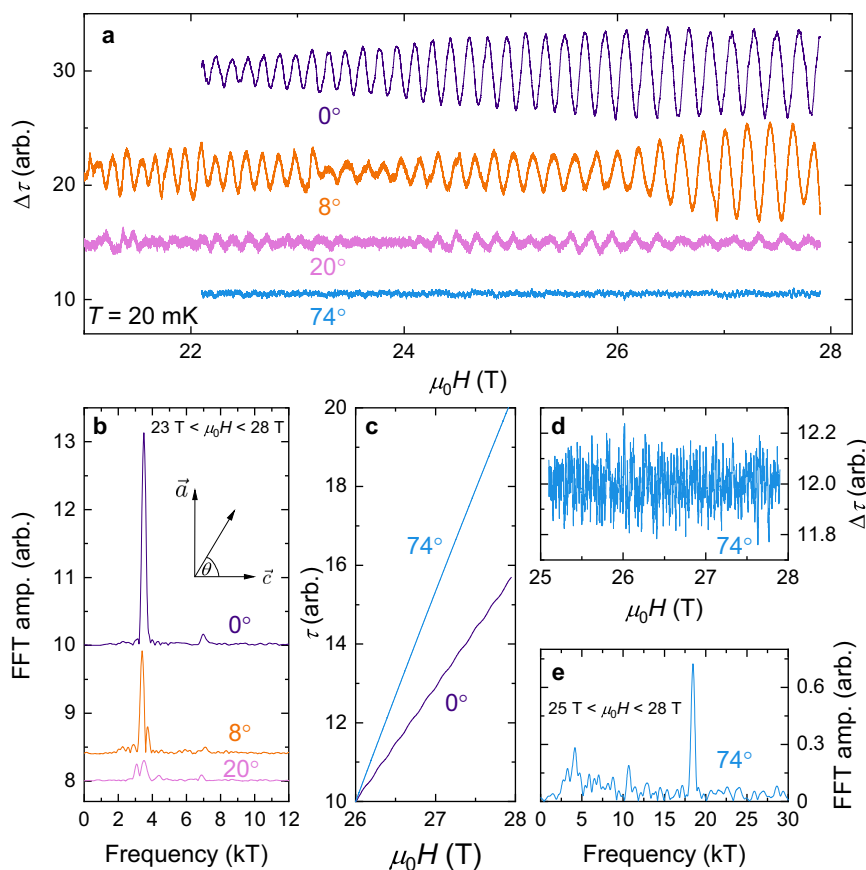 a
30
20
10
Δτ (arb.)
0°
8°
20°
74°
T = 20 mK
22
24
26
28
μ₀H (T)
b
23 T < μ₀H < 28 T
13
12
11
10
9
8
FFT amp. (arb.)
a⃗
θ
c⃗
0°
8°
20°
0 2 4 6 8 10 12
Frequency (kT)
c
20
18
16
14
12
10
τ (arb.)
74°
0°
26 27 28
μ₀H (T)
d
12.2
12.0
11.8
Δτ (arb.)
74°
25 26 27 28
μ₀H (T)
e
25 T < μ₀H < 28 T
0.6
0.3
0.0
FFT amp. (arb.)
74°
0 5 10 15 20 25 30
Frequency (kT)